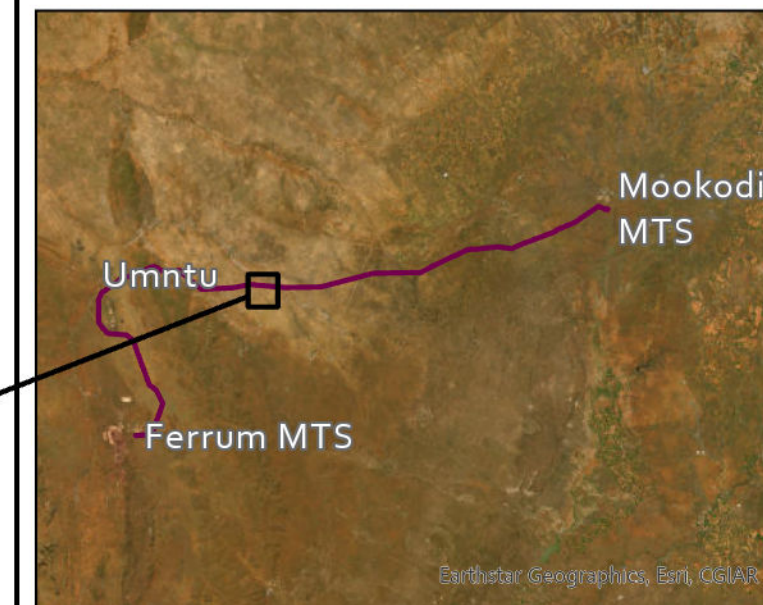 Mookodi
MTS
Umntu
Ferrum MTS
Earthstar Geographics, Esri, CGIAR